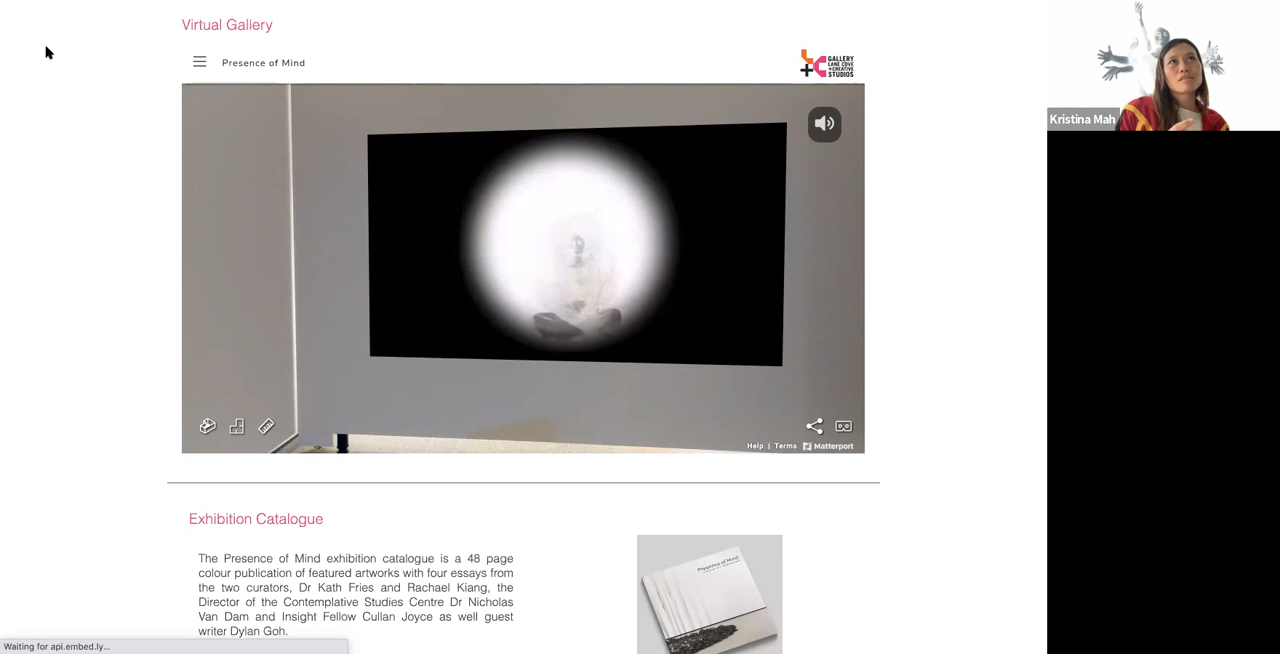 Virtual Gallery
Presence of Mind
GALLERY
LANE COVE
+CREATIVE
STUDIOS
Kristina Mah
Help | Terms Matterport
Exhibition Catalogue
The Presence of Mind exhibition catalogue is a 48 page
colour publication of featured artworks with four essays from
the two curators, Dr Kath Fries and Rachael Kiang, the
Director of the Contemplative Studies Centre Dr Nicholas
Van Dam and Insight Fellow Cullan Joyce as well guest
writer Dylan Goh.
Presence of Mind
Waiting for api.embed.ly...